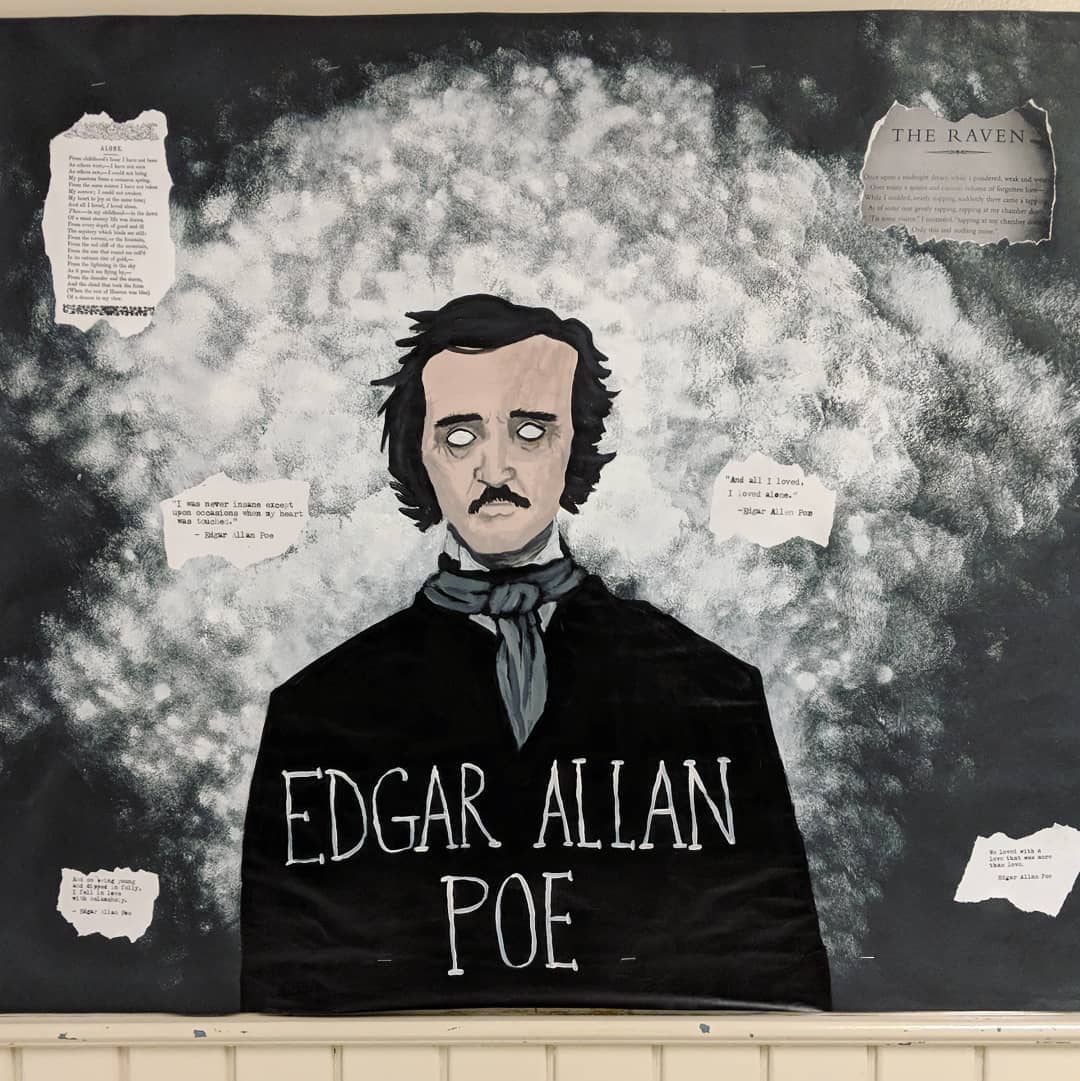 ALONE.
From childhood's hour I have not been
As others were,—I have not seen
As others saw,—I could not bring
My passions from a common spring.
From the same source I have not taken
My sorrow; I could not awaken
My heart to joy at the same tone;
And all I loved, I loved alone.
Then—in my childhood—in the dawn
Of a most stormy life was drawn
From every depth of good and ill
The mystery which binds me still:
From the torrent, or the fountain,
From the red cliff of the mountain,
From the sun that round me roll'd
In its autumn tint of gold,—
From the lightning in the sky
As it pass'd me flying by,—
From the thunder and the storm,
And the cloud that took the form
(When the rest of Heaven was blue)
Of a demon in my view.
THE RAVEN
Once upon a midnight dreary, while I pondered, weak and
Over many a quaint and curious volume of forgotten lore—
While I nodded, nearly napping, suddenly there came a
As of some one gently rapping, rapping at my chamber
"'Tis some visitor," I muttered, "tapping at my chamber
Only this and nothing more."
"I was never insane except
upon occasions when my heart
was touched."
- Edgar Allan Poe
"And all I loved,
I loved alone."
-Edgar Allen Poe
EDGAR ALLAN
POE
And so being young
and dipped in folly,
I fell in love
with melancholy.
- Edgar Allan Poe
We loved with a
love that was more
than love.
Edgar Allan Poe